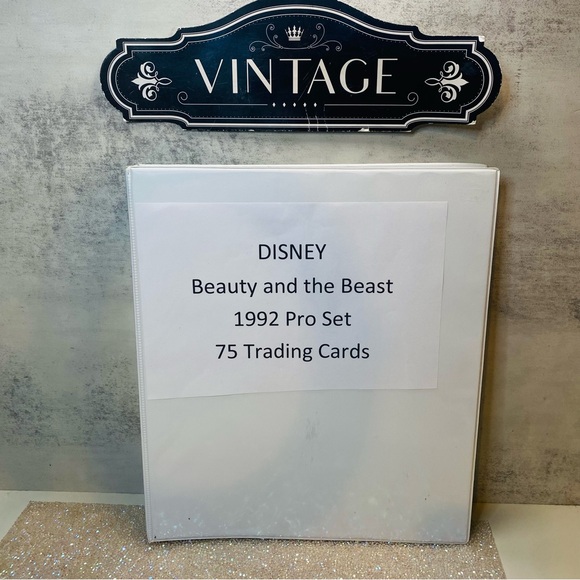 VINTAGE
DISNEY
Beauty and the Beast
1992 Pro Set
75 Trading Cards